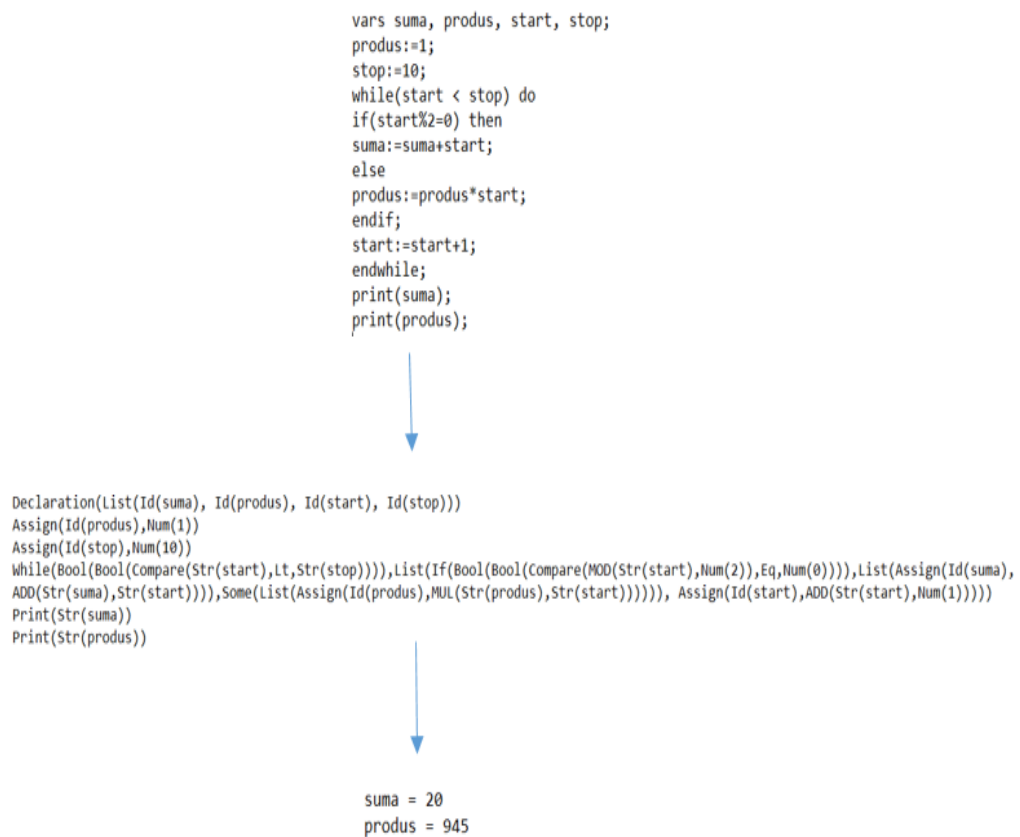 vars suma, produs, start, stop;
produs:=1;
stop:=10;
while(start < stop) do
if(start%2=0) then
suma:=suma+start;
else
produs:=produs*start;
endif;
start:=start+1;
endwhile;
print(suma);
print(produs);
Declaration(List(Id(suma), Id(produs), Id(start), Id(stop)))
Assign(Id(produs),Num(1))
Assign(Id(stop),Num(10))
While(Bool(Bool(Compare(Str(start),Lt,Str(stop)))),List(If(Bool(Bool(Compare(MOD(Str(start),Num(2)),Eq,Num(0)))),List(Assign(Id(suma),
ADD(Str(suma),Str(start)))),Some(List(Assign(Id(produs),MUL(Str(produs),Str(start)))))), Assign(Id(start),ADD(Str(start),Num(1)))))
Print(Str(suma))
Print(Str(produs))
suma = 20
produs = 945